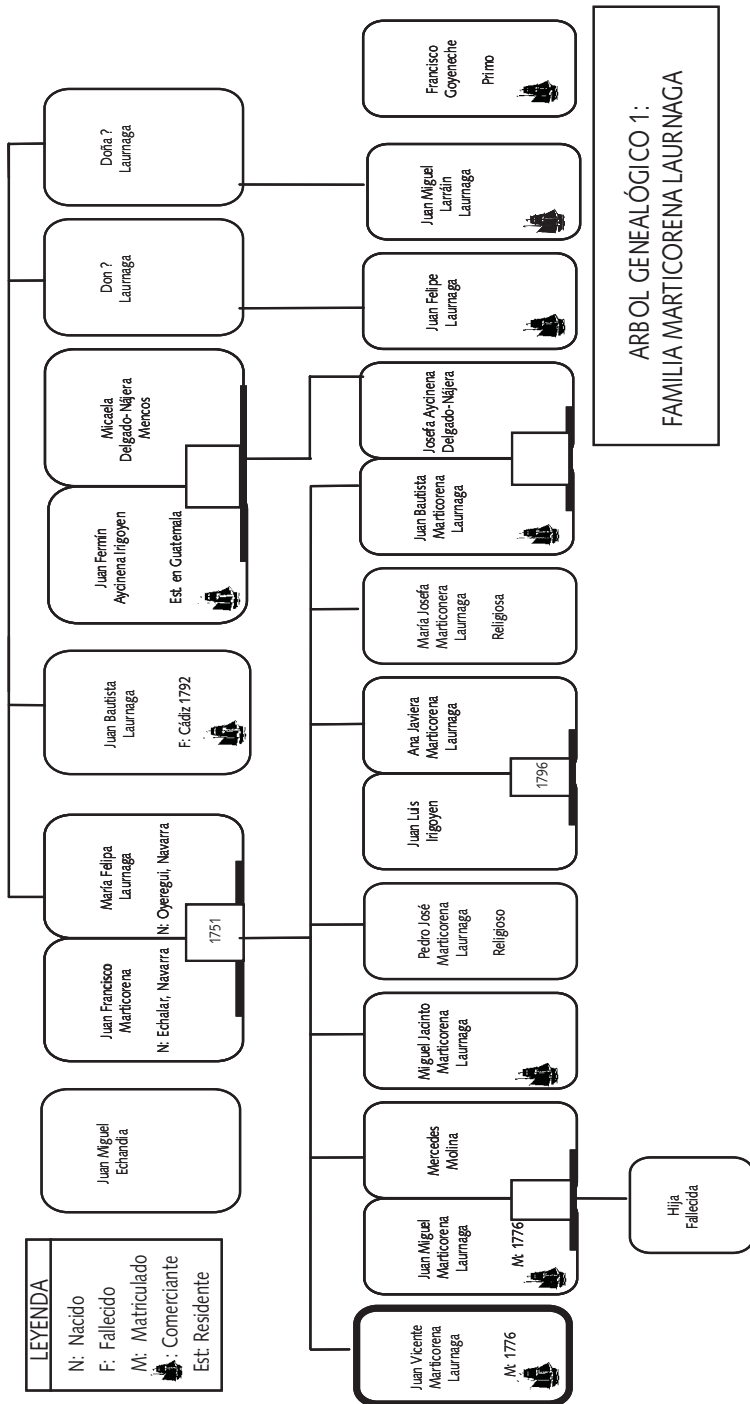 LEYENDA
N: Nacido
F: Fallecido
M: Matriculado
: Comerciante
Est: Residente
Juan Miguel
Echandia
Juan Francisco
Marticorena
N: Echalar, Navarra
María Felipa
Laurnaga
N: Oyeregui, Navarra
1751
Juan Bautista
Laurnaga
F: Cádiz 1792
Juan Fermín
Aycinena Irigoyen
Est. en Guatemala
Micaela
Delgado-Nájera
Mencos
Don ?
Laurnaga
Doña ?
Laurnaga
Juan Vicente
Marticorena
Laurnaga
M: 1776
Juan Miguel
Marticorena
Laurnaga
M: 1776
Mercedes
Molina
Miguel Jacinto
Marticorena
Laurnaga
Pedro José
Marticorena
Laurnaga
Religioso
Juan Luis
Irigoyen
Ana Javiera
Marticorena
Laurnaga
1796
María Josefa
Marticonera
Laurnaga
Religiosa
Juan Bautista
Marticorena
Laurnaga
Josefa Aycinena
Delgado-Nájera
Juan Felipe
Laurnaga
Juan Miguel
Larráin
Laurnaga
Francisco
Goyeneche
Primo
Hija
Fallecida
ARBOL GENEALÓGICO 1:
FAMILIA MARTICORENA LAURNAGA